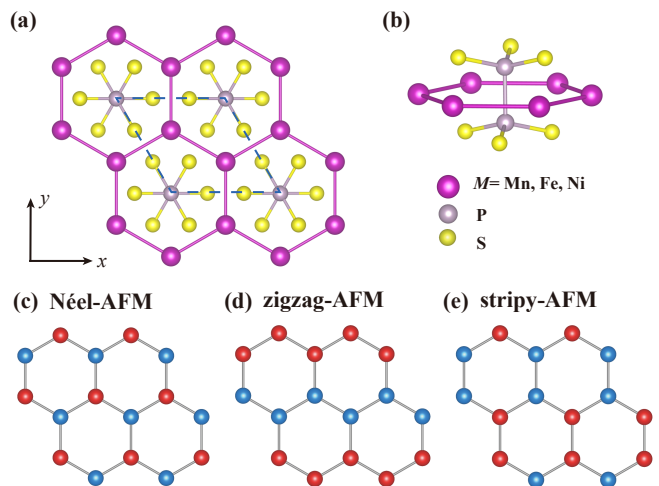 (a)
(b)
y
x
M= Mn, Fe, Ni
P
S
(c) Néel-AFM
(d) zigzag-AFM
(e) stripy-AFM